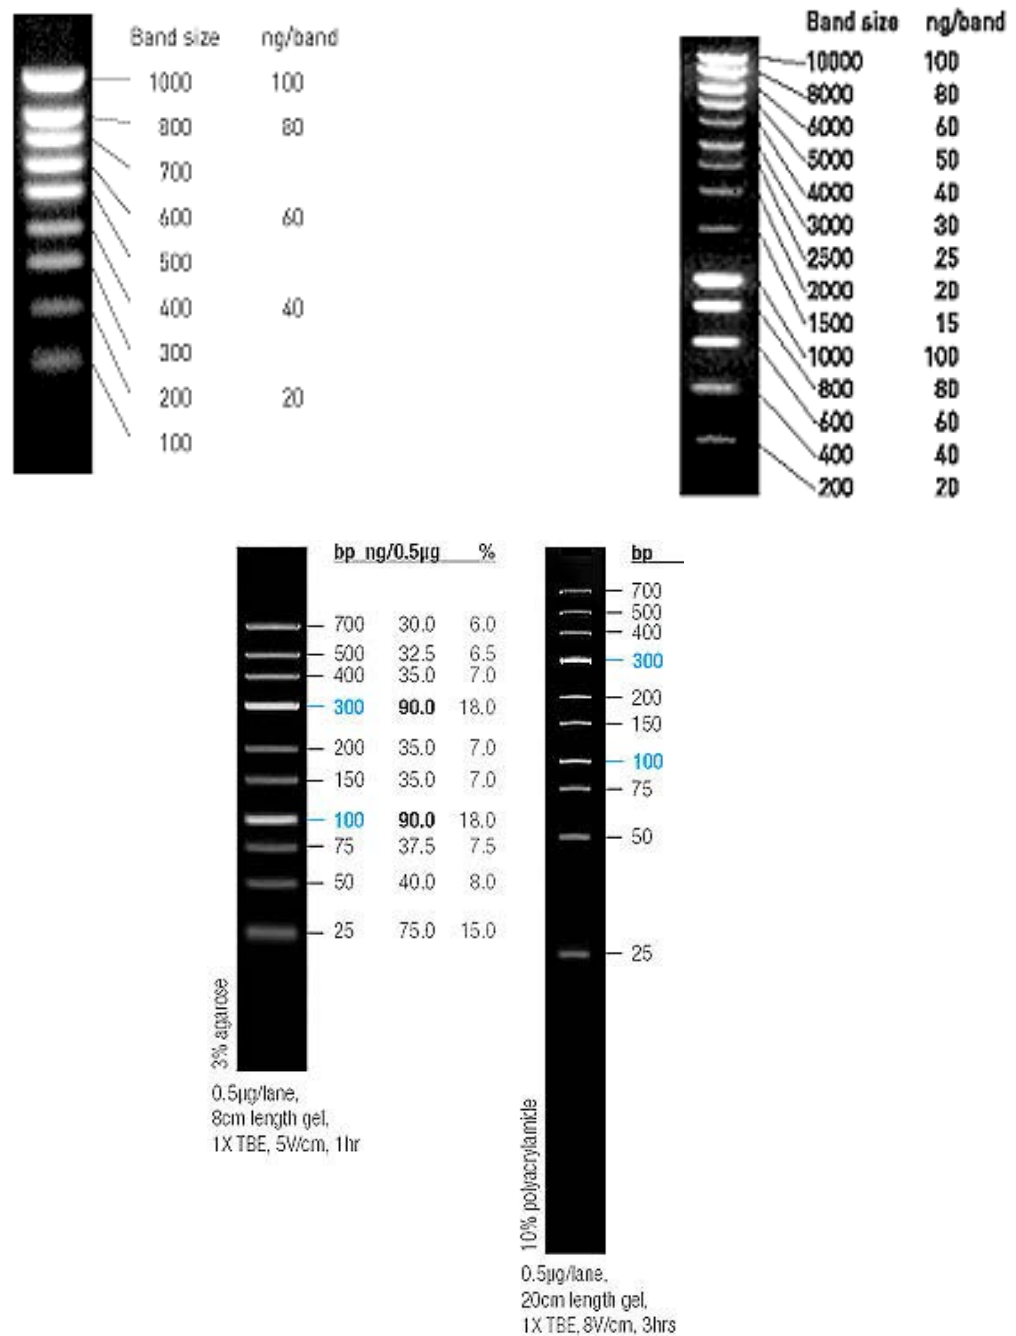 Band size ng/band
1000 100
800 80
700
600 60
500
400 40
300
200 20
100
Band size ng/band
10000 100
8000 80
6000 60
5000 50
4000 40
3000 30
2500 25
2000 20
1500 15
1000 100
800 80
600 60
400 40
200 20
bp ng/0.5µg %
700 30.0 6.0
500 32.5 6.5
400 35.0 7.0
300 90.0 18.0
200 35.0 7.0
150 35.0 7.0
100 90.0 18.0
75 37.5 7.5
50 40.0 8.0
25 75.0 15.0
3% agarose
0.5µg/lane,
8cm length gel,
1X TBE, 5V/cm, 1hr
bp
700
500
400
300
200
150
100
75
50
25
10% polyacrylamide
0.5µg/lane,
20cm length gel,
1X TBE, 8V/cm, 3hrs